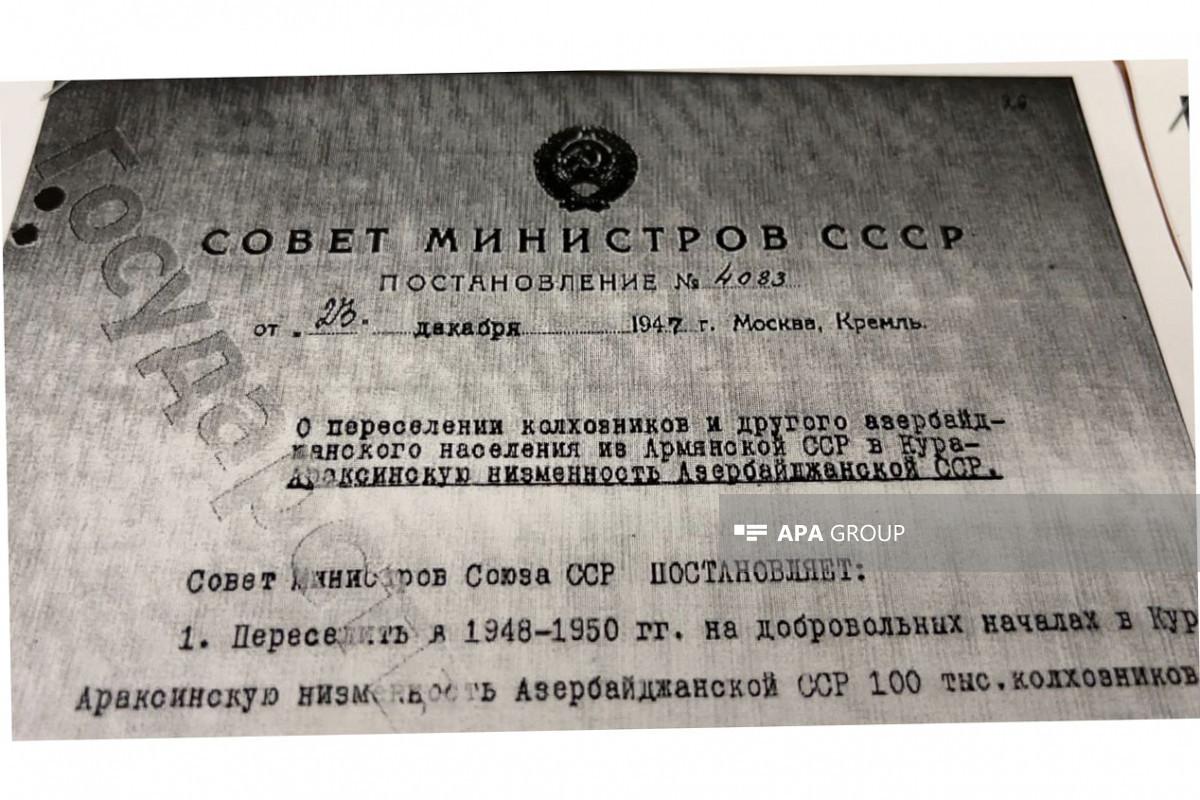 СОВЕТ МИНИСТРОВ СССР
ПОСТАНОВЛЕНИЕ № 4083
от „23“ декабря 1947 г. Москва, Кремль.
О переселении колхозников и другого азербайд-
жанского населения из Армянской ССР в Кура-
Араксинскую низменность Азербайджанской ССР.
APA GROUP
Совет Министров Союза ССР ПОСТАНОВЛЯЕТ:
1. Переселить в 1948-1950 гг. на добровольных началах в Кур
Араксинскую низменность Азербайджанской ССР 100 тыс.колхозников